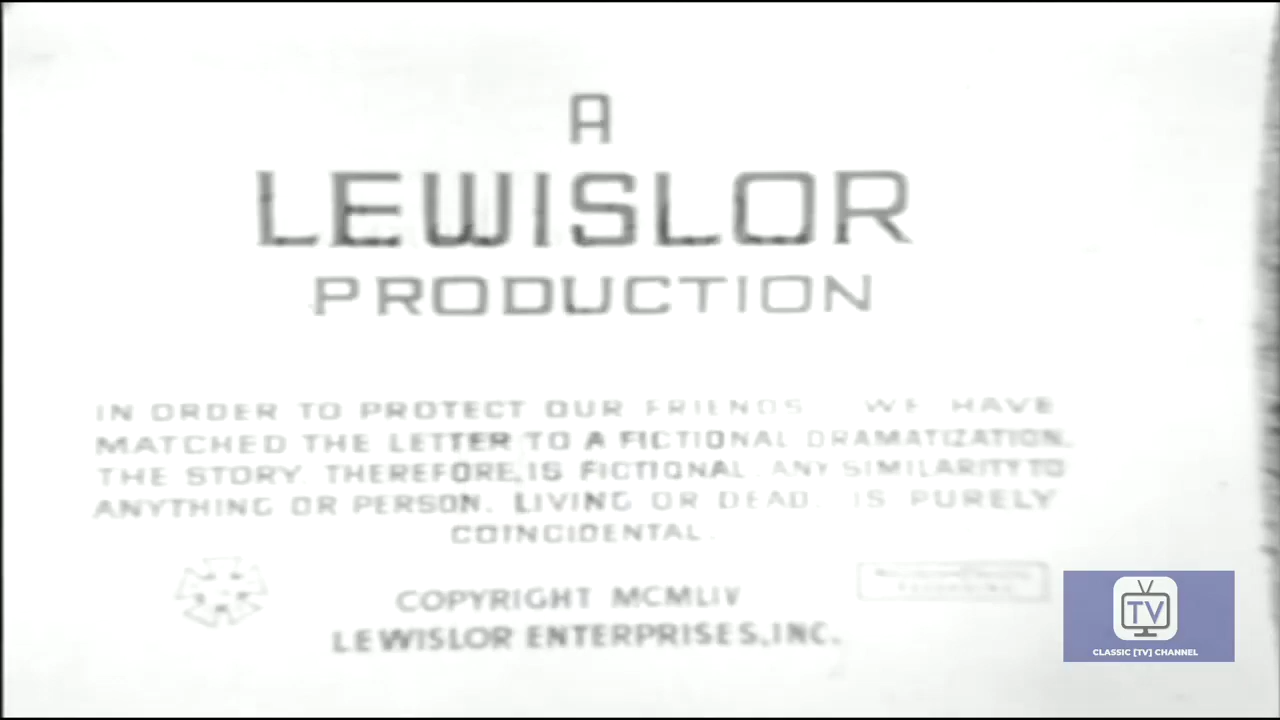 A
LEWISLOR
PRODUCTION
IN ORDER TO PROTECT OUR FRIENDS WE HAVE
MATCHED THE LETTER TO A FICTIONAL DRAMATIZATION.
THE STORY, THEREFORE, IS FICTIONAL. ANY SIMILARITY TO
ANYTHING OR PERSON, LIVING OR DEAD, IS PURELY
COINCIDENTAL.
COPYRIGHT MCMLIV
LEWISLOR ENTERPRISES, INC.
TV
CLASSIC [TV] CHANNEL